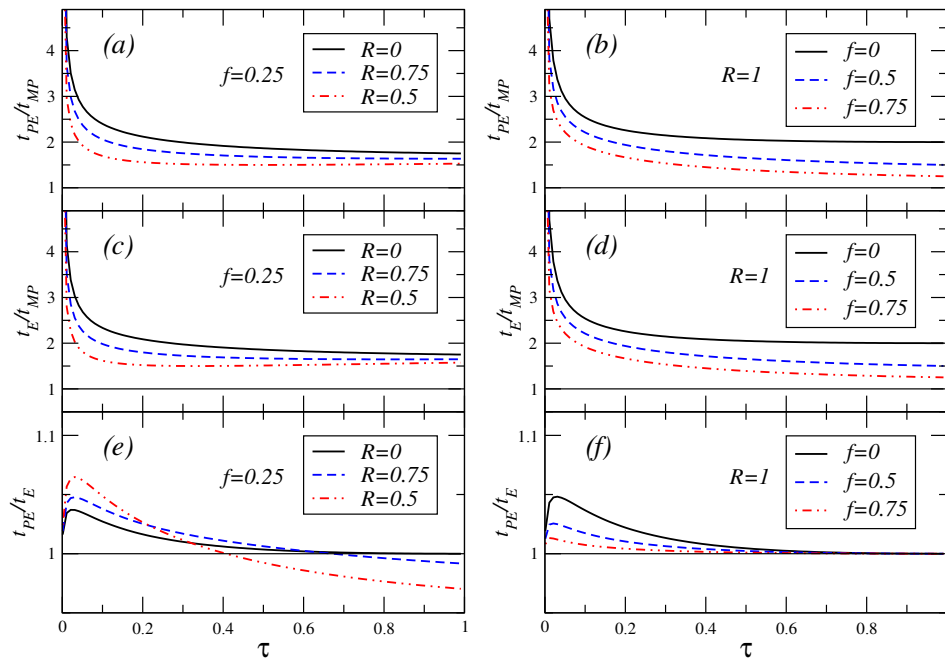 (a)
f=0.25
R=0
R=0.75
R=0.5
t_PE/t_MP
4
3
2
1
(b)
R=1
f=0
f=0.5
f=0.75
t_PE/t_MP
4
3
2
1
(c)
f=0.25
R=0
R=0.75
R=0.5
t_E/t_MP
4
3
2
1
(d)
R=1
f=0
f=0.5
f=0.75
t_E/t_MP
4
3
2
1
(e)
f=0.25
R=0
R=0.75
R=0.5
t_PE/t_E
1.1
1
0 0.2 0.4 0.6 0.8 1
τ
(f)
R=1
f=0
f=0.5
f=0.75
t_PE/t_E
1.1
1
0 0.2 0.4 0.6 0.8
τ